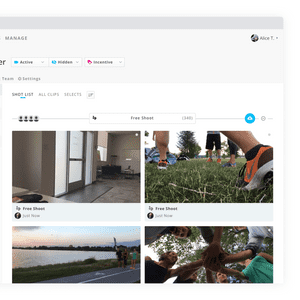 MANAGE
Alice T.
er
Active
Hidden
Incentive
Team
Settings
SHOT LIST
ALL CLIPS
SELECTS
Free Shoot
Free Shoot
Just Now
Free Shoot
Just Now